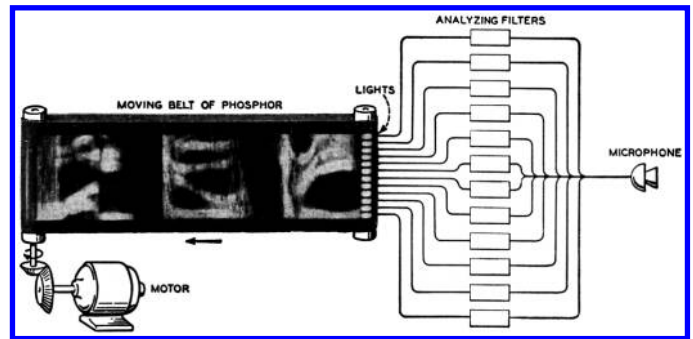 ANALYZING FILTERS
LIGHTS
MOVING BELT OF PHOSPHOR
MICROPHONE
MOTOR